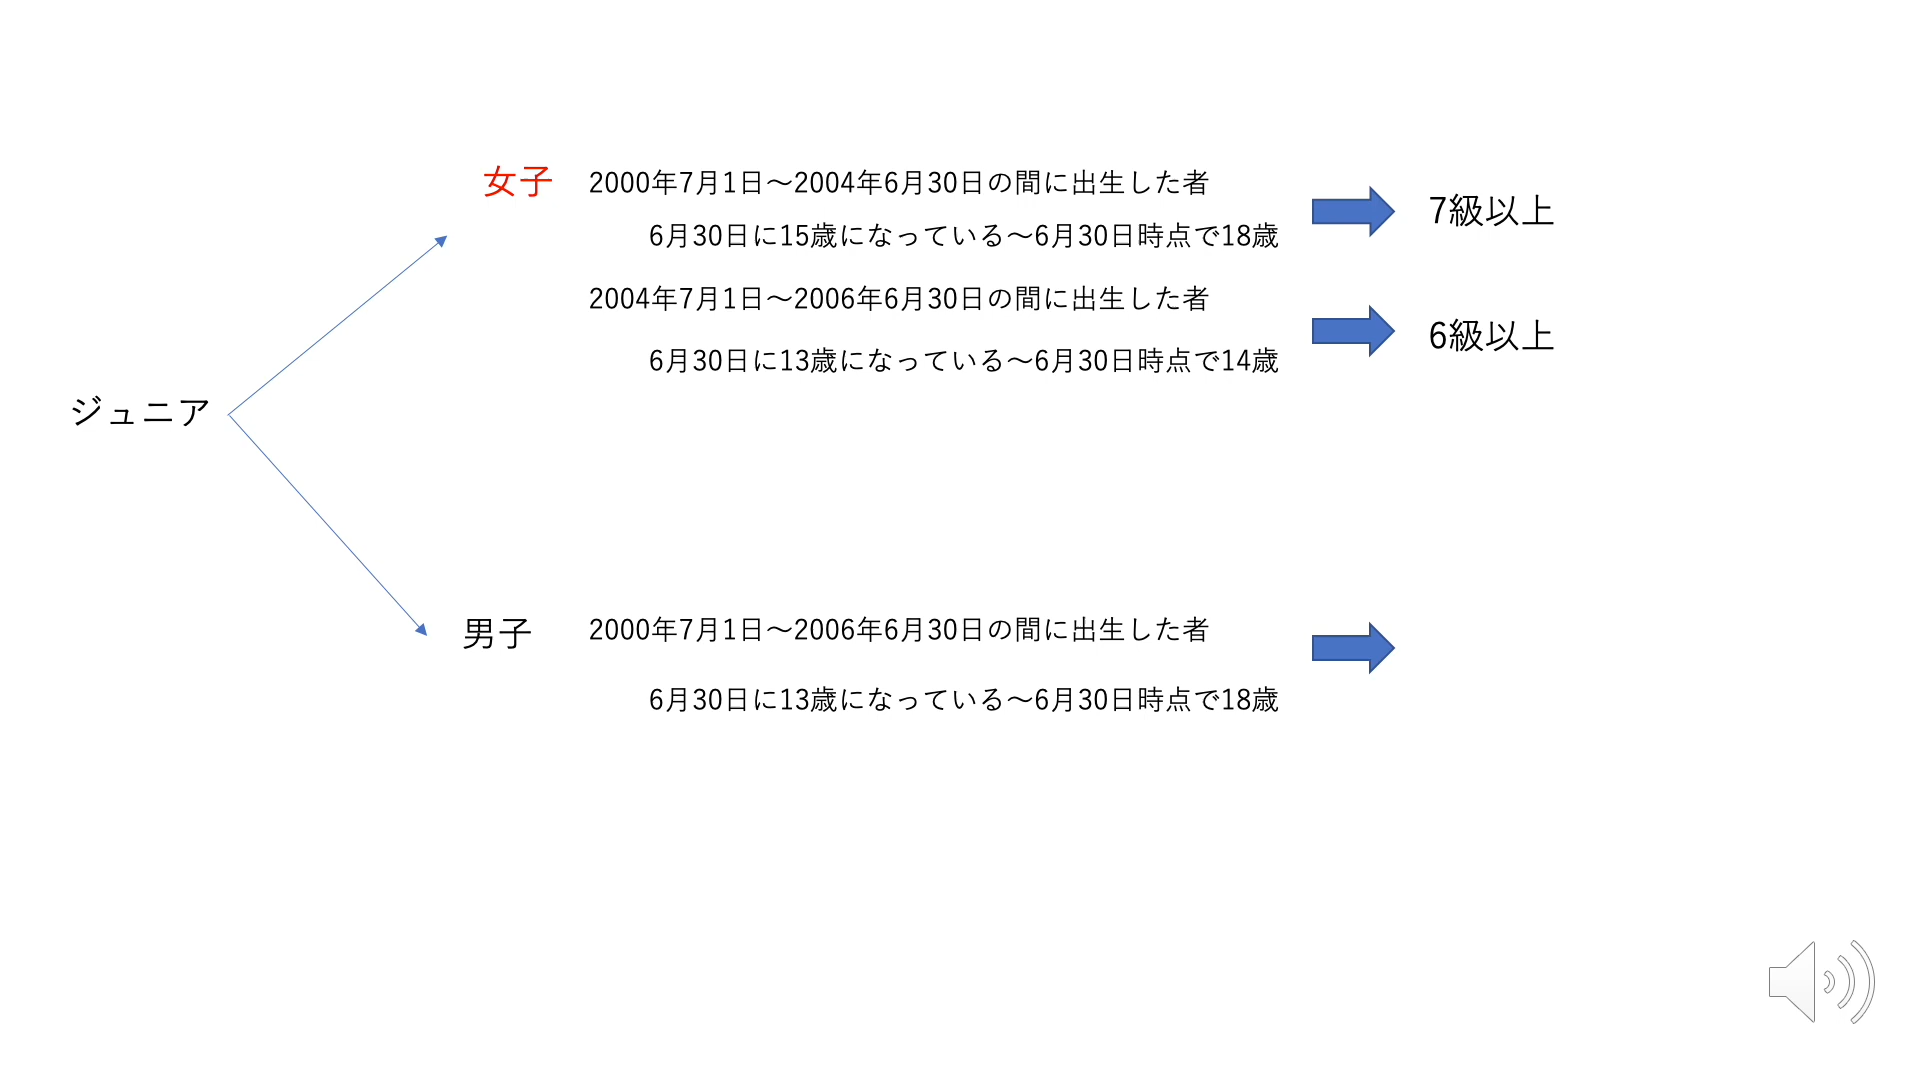 女子 2000年7月1日～2004年6月30日の間に出生した者
6月30日に15歳になっている～6月30日時点で18歳
7級以上
2004年7月1日～2006年6月30日の間に出生した者
6月30日に13歳になっている～6月30日時点で14歳
6級以上
ジュニア
男子 2000年7月1日～2006年6月30日の間に出生した者
6月30日に13歳になっている～6月30日時点で18歳